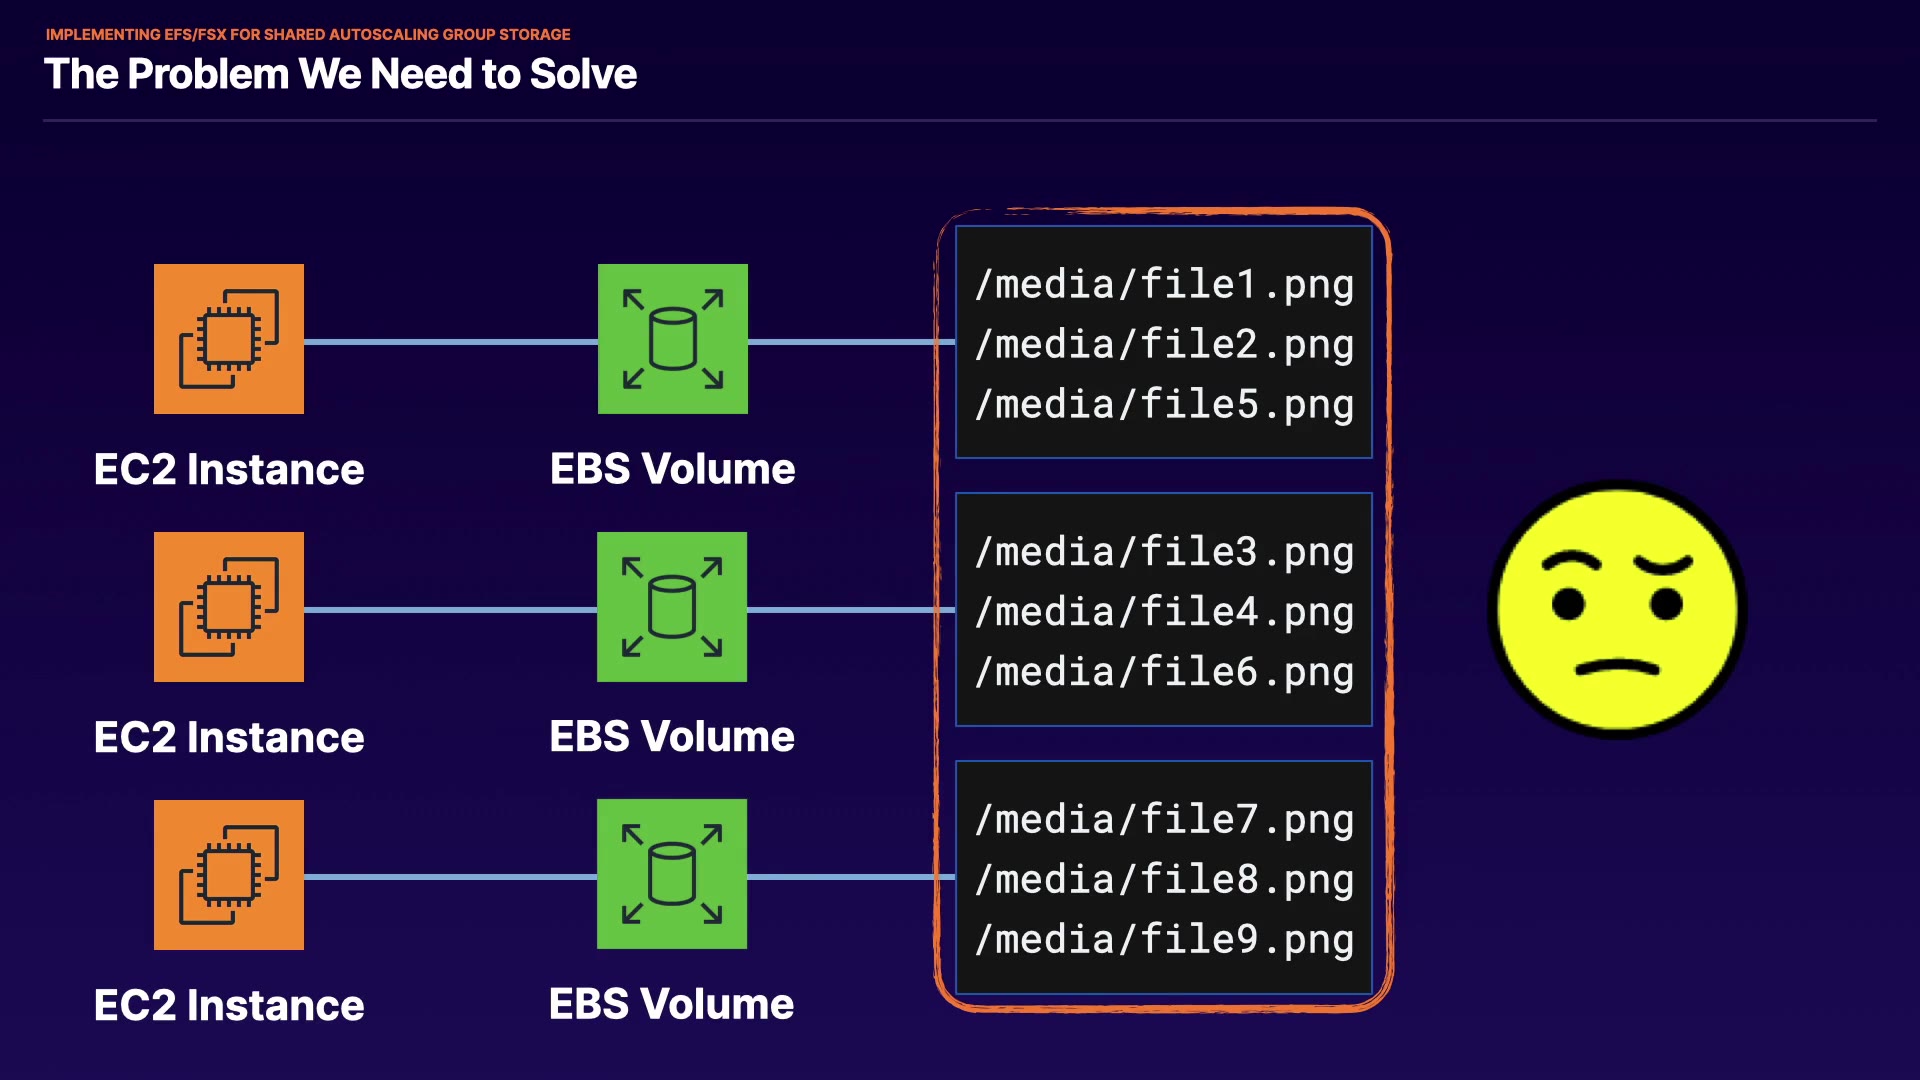 IMPLEMENTING EFS/FSX FOR SHARED AUTOSCALING GROUP STORAGE
The Problem We Need to Solve
/media/file1.png
/media/file2.png
/media/file5.png
EC2 Instance
EBS Volume
/media/file3.png
/media/file4.png
/media/file6.png
EC2 Instance
EBS Volume
/media/file7.png
/media/file8.png
/media/file9.png
EC2 Instance
EBS Volume